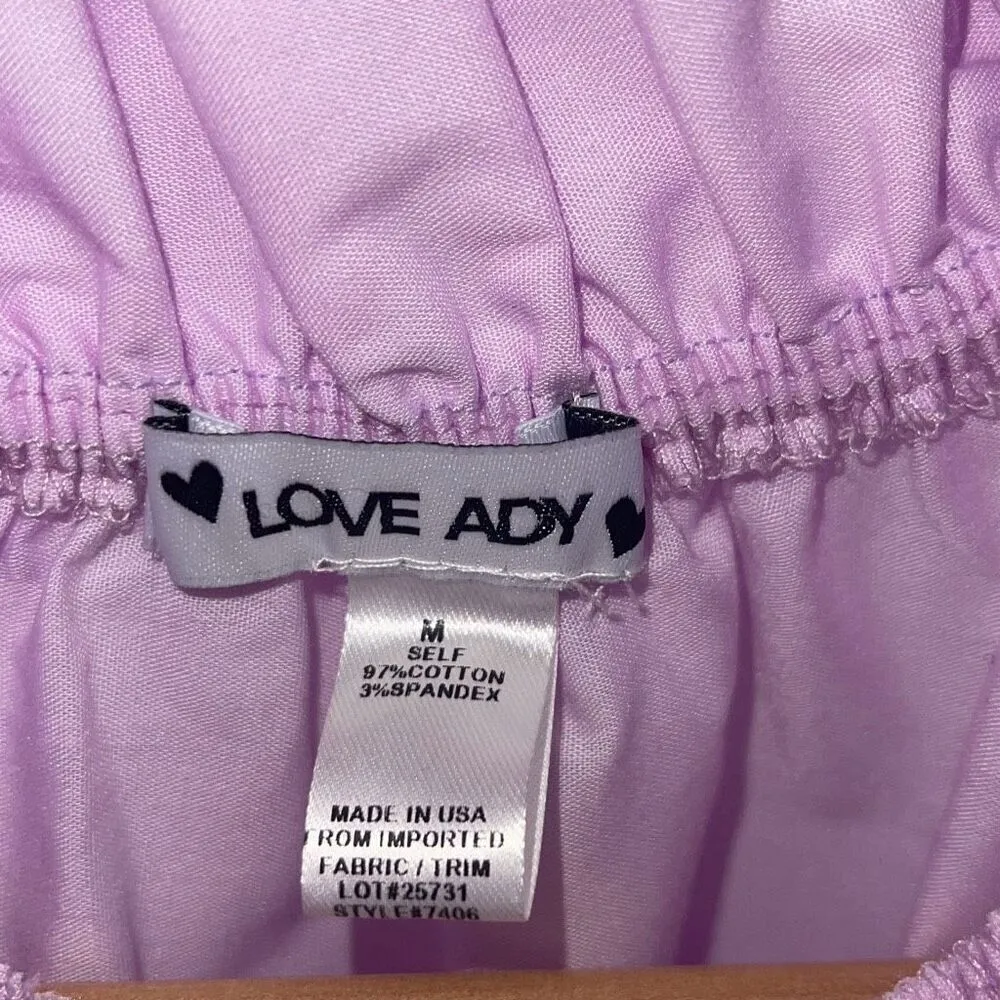 LOVE ADY
M
SELF
97%COTTON
3%SPANDEX
MADE IN USA
FROM IMPORTED
FABRIC / TRIM
LOT#25731
STYLE#7406